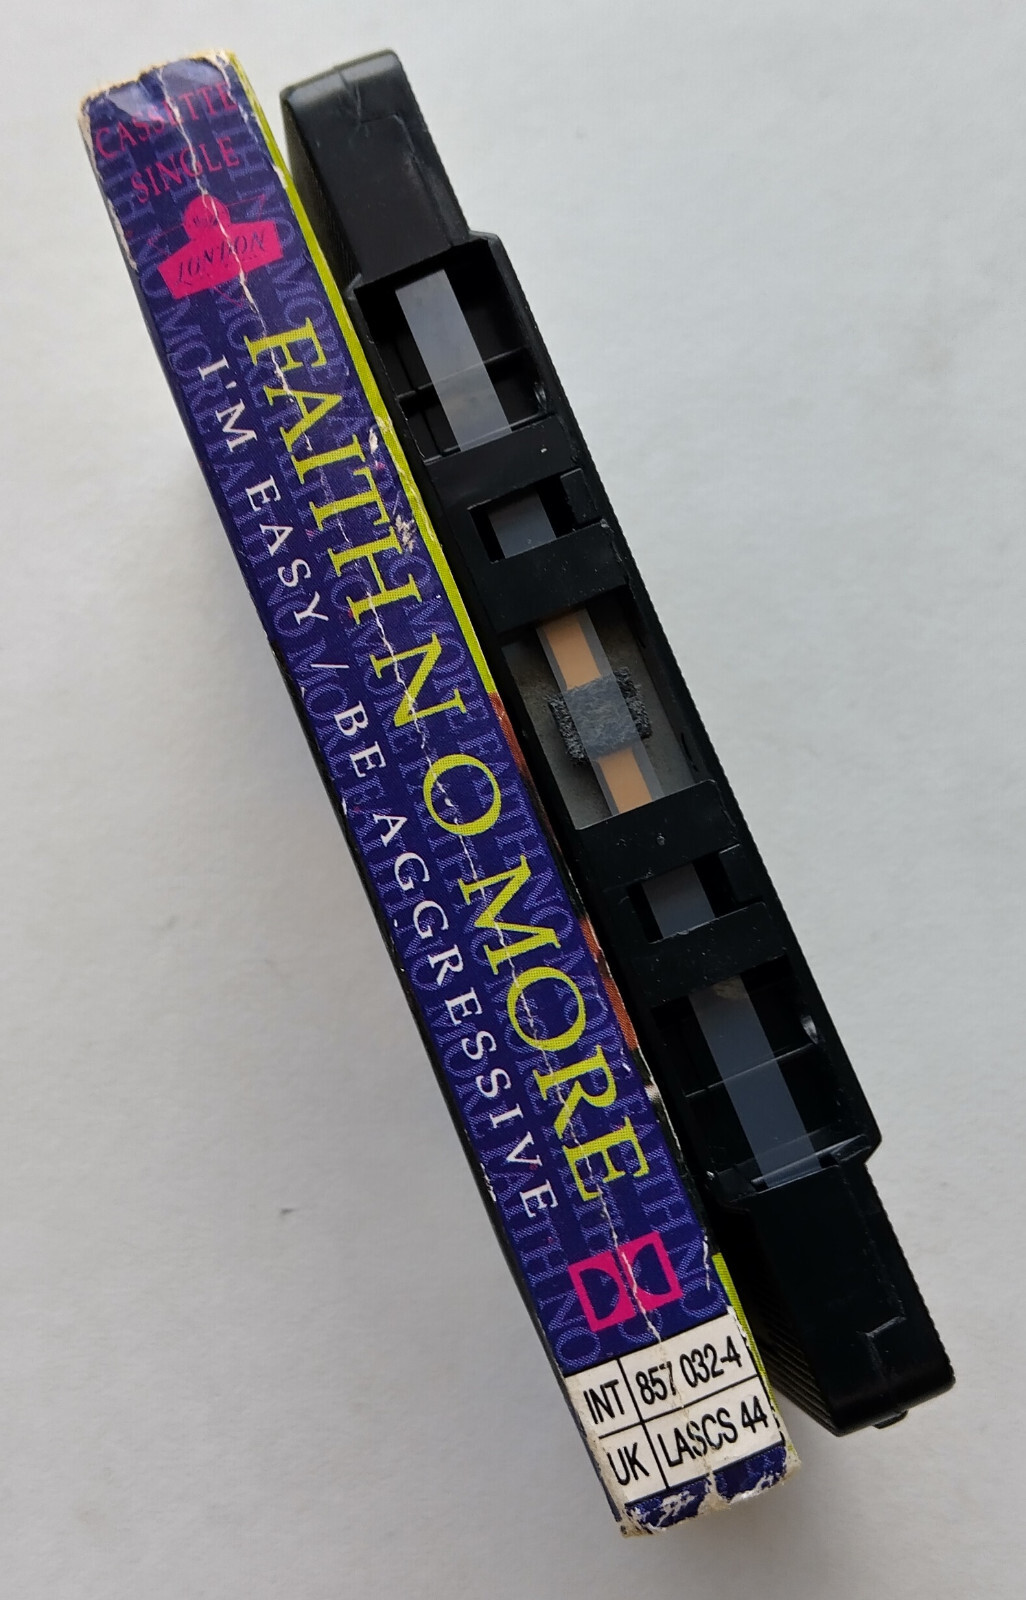 CASSETTE
SINGLE
LONDON
FAITH NO MORE
I'M EASY / BE AGGRESSIVE
INT 857 032-4
UK LASCS 44